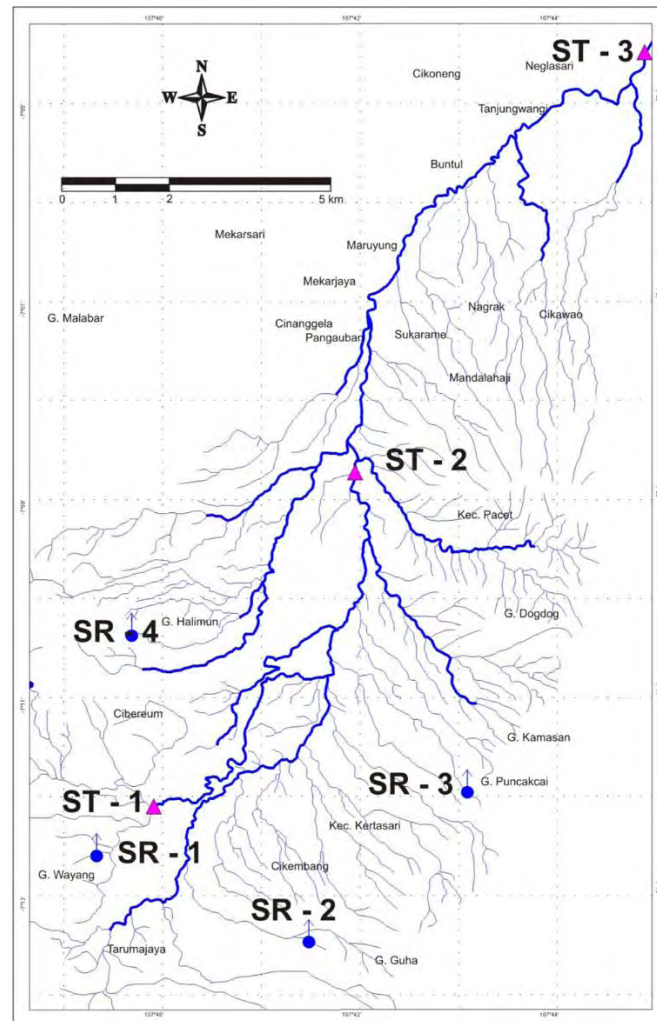 107°40'
107°42'
107°44'
ST - 3
Neglasari
Cikoneng
N
W E
S
Tanjungwangi
Buntul
0 1 2 5 km
Mekarsari
Maruyung
Mekarjaya
Nagrak
G. Malabar
Cikawao
Cinanggela
Pangauban
Sukarame
Mandalahaji
ST - 2
Kec. Pacet
G. Dogdog
G. Halimun
SR - 4
Cibereum
G. Kamasan
SR - 3
G. Puncakcai
ST - 1
Kec. Kertasari
SR - 1
G. Wayang
Cikembang
SR - 2
Tarumajaya
G. Guha
107°40'
107°42'
107°44'